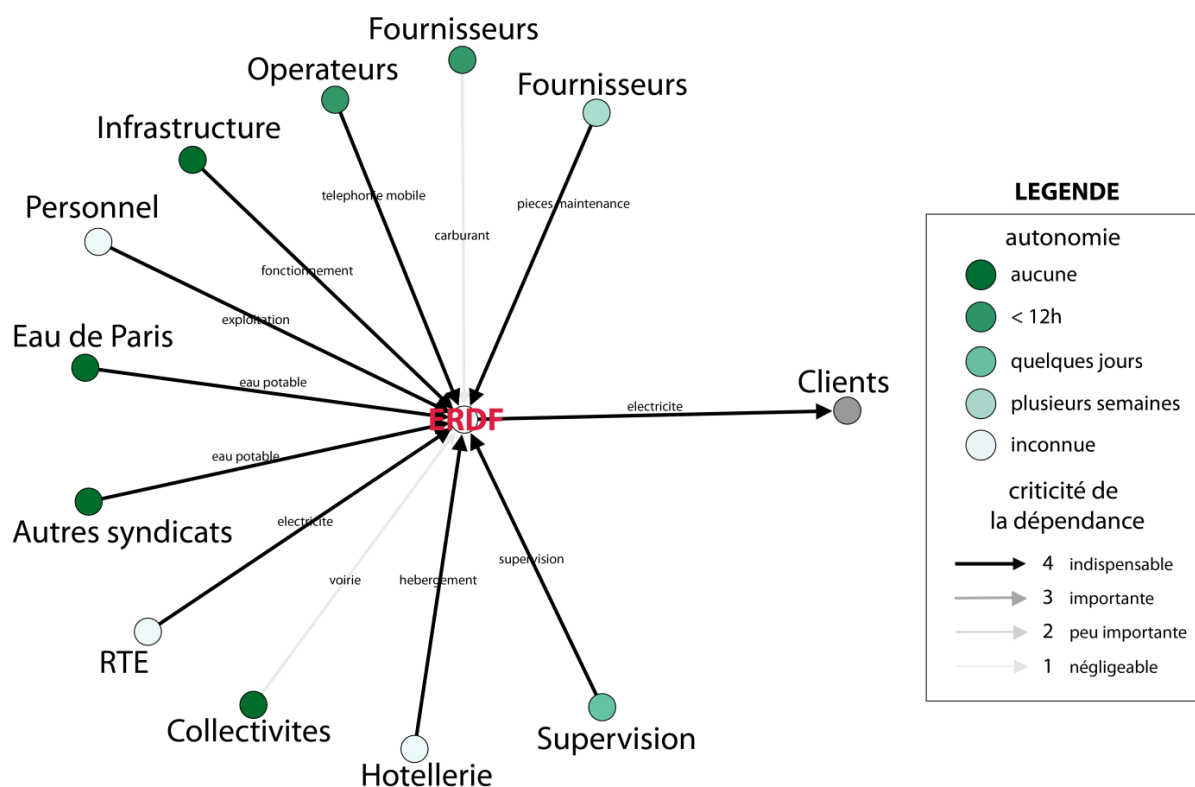 Fournisseurs
Operateurs
Fournisseurs
Infrastructure
telephonie mobile
pieces maintenance
Personnel
carburant
fonctionnement
exploitation
Eau de Paris
eau potable
Clients
electricite
ERDF
eau potable
Autres syndicats
electricite
voirie
hebergement
supervision
RTE
Collectivites
Supervision
Hotellerie
LEGENDE
autonomie
aucune
< 12h
quelques jours
plusieurs semaines
inconnue
criticité de
la dépendance
4 indispensable
3 importante
2 peu importante
1 négligeable